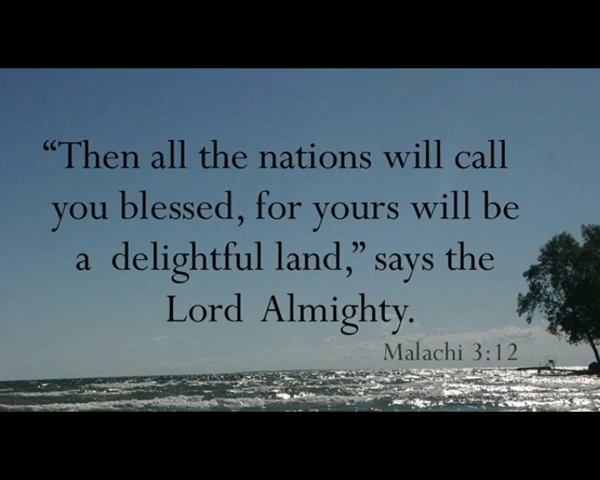 “Then all the nations will call
you blessed, for yours will be
a delightful land,” says the
Lord Almighty.
Malachi 3:12